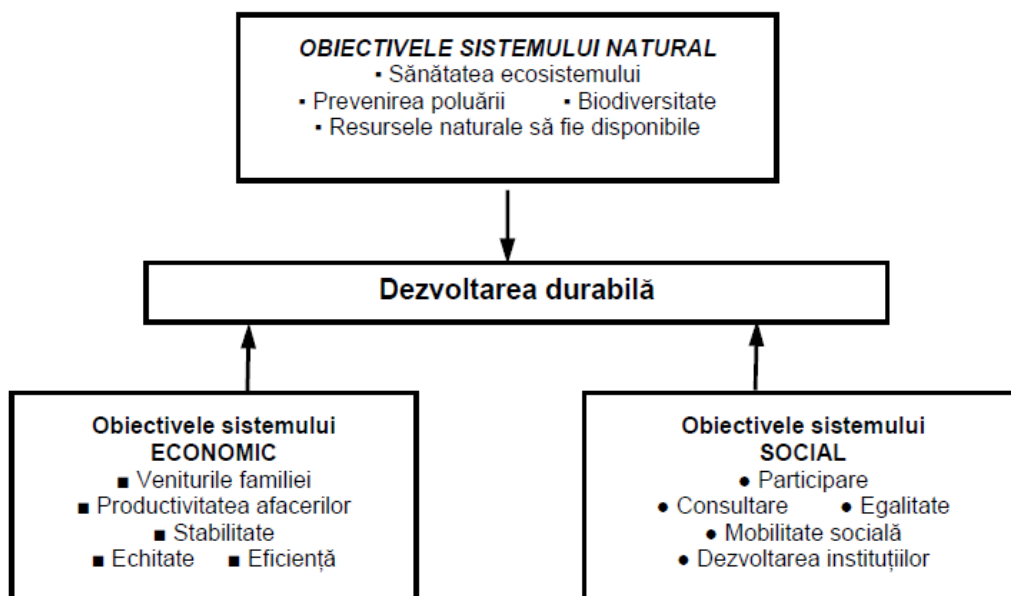 OBIECTIVELE SISTEMULUI NATURAL
▪ Sănătatea ecosistemului
▪ Prevenirea poluării ▪ Biodiversitate
▪ Resursele naturale să fie disponibile
Dezvoltarea durabilă
Obiectivele sistemului
ECONOMIC
■ Veniturile familiei
■ Productivitatea afacerilor
■ Stabilitate
■ Echitate ■ Eficiență
Obiectivele sistemului
SOCIAL
● Participare
● Consultare ● Egalitate
● Mobilitate socială
● Dezvoltarea instituțiilor